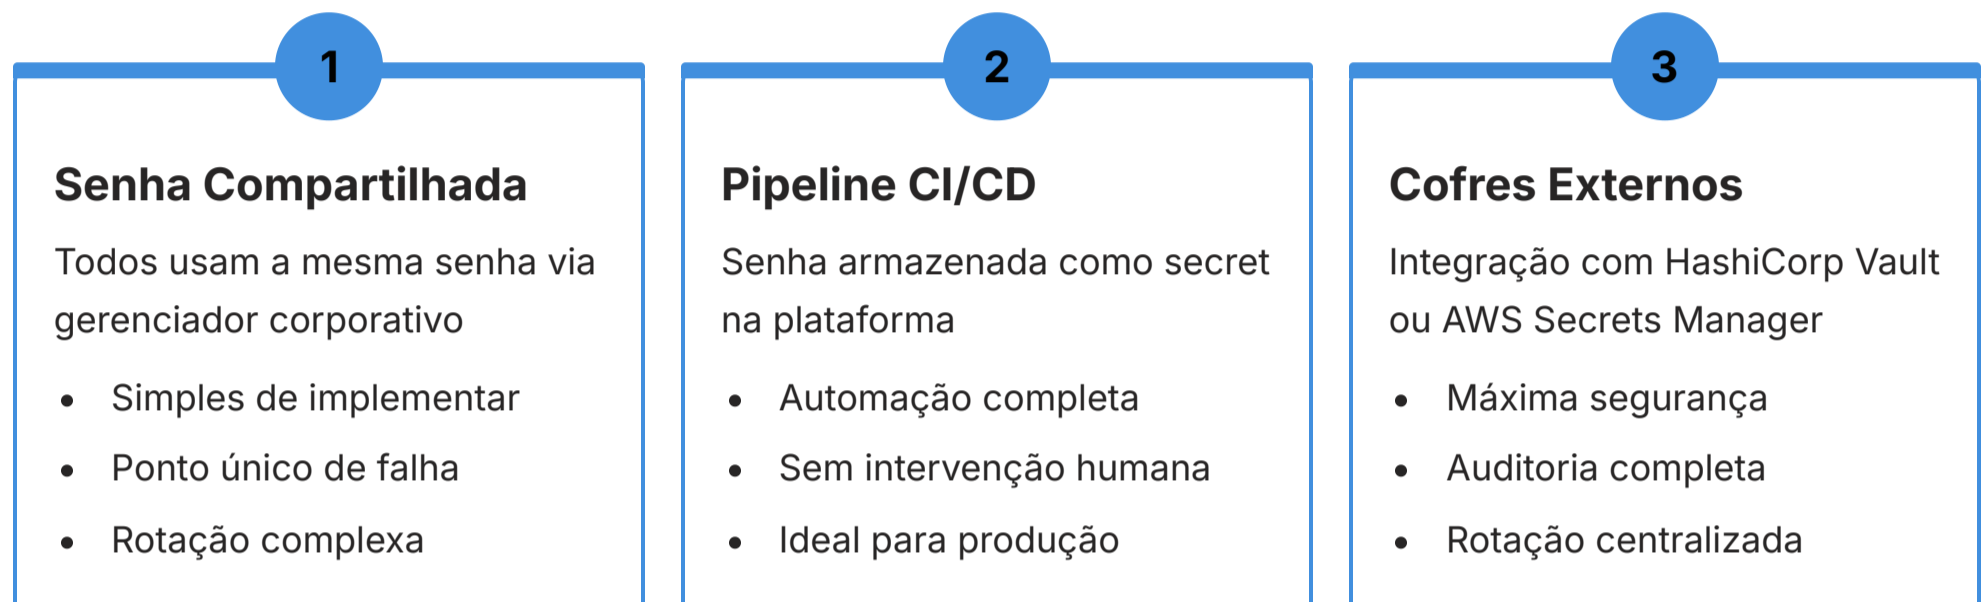 1
Senha Compartilhada
Todos usam a mesma senha via
gerenciador corporativo
• Simples de implementar
• Ponto único de falha
• Rotação complexa
2
Pipeline CI/CD
Senha armazenada como secret
na plataforma
• Automação completa
• Sem intervenção humana
• Ideal para produção
3
Cofres Externos
Integração com HashiCorp Vault
ou AWS Secrets Manager
• Máxima segurança
• Auditoria completa
• Rotação centralizada